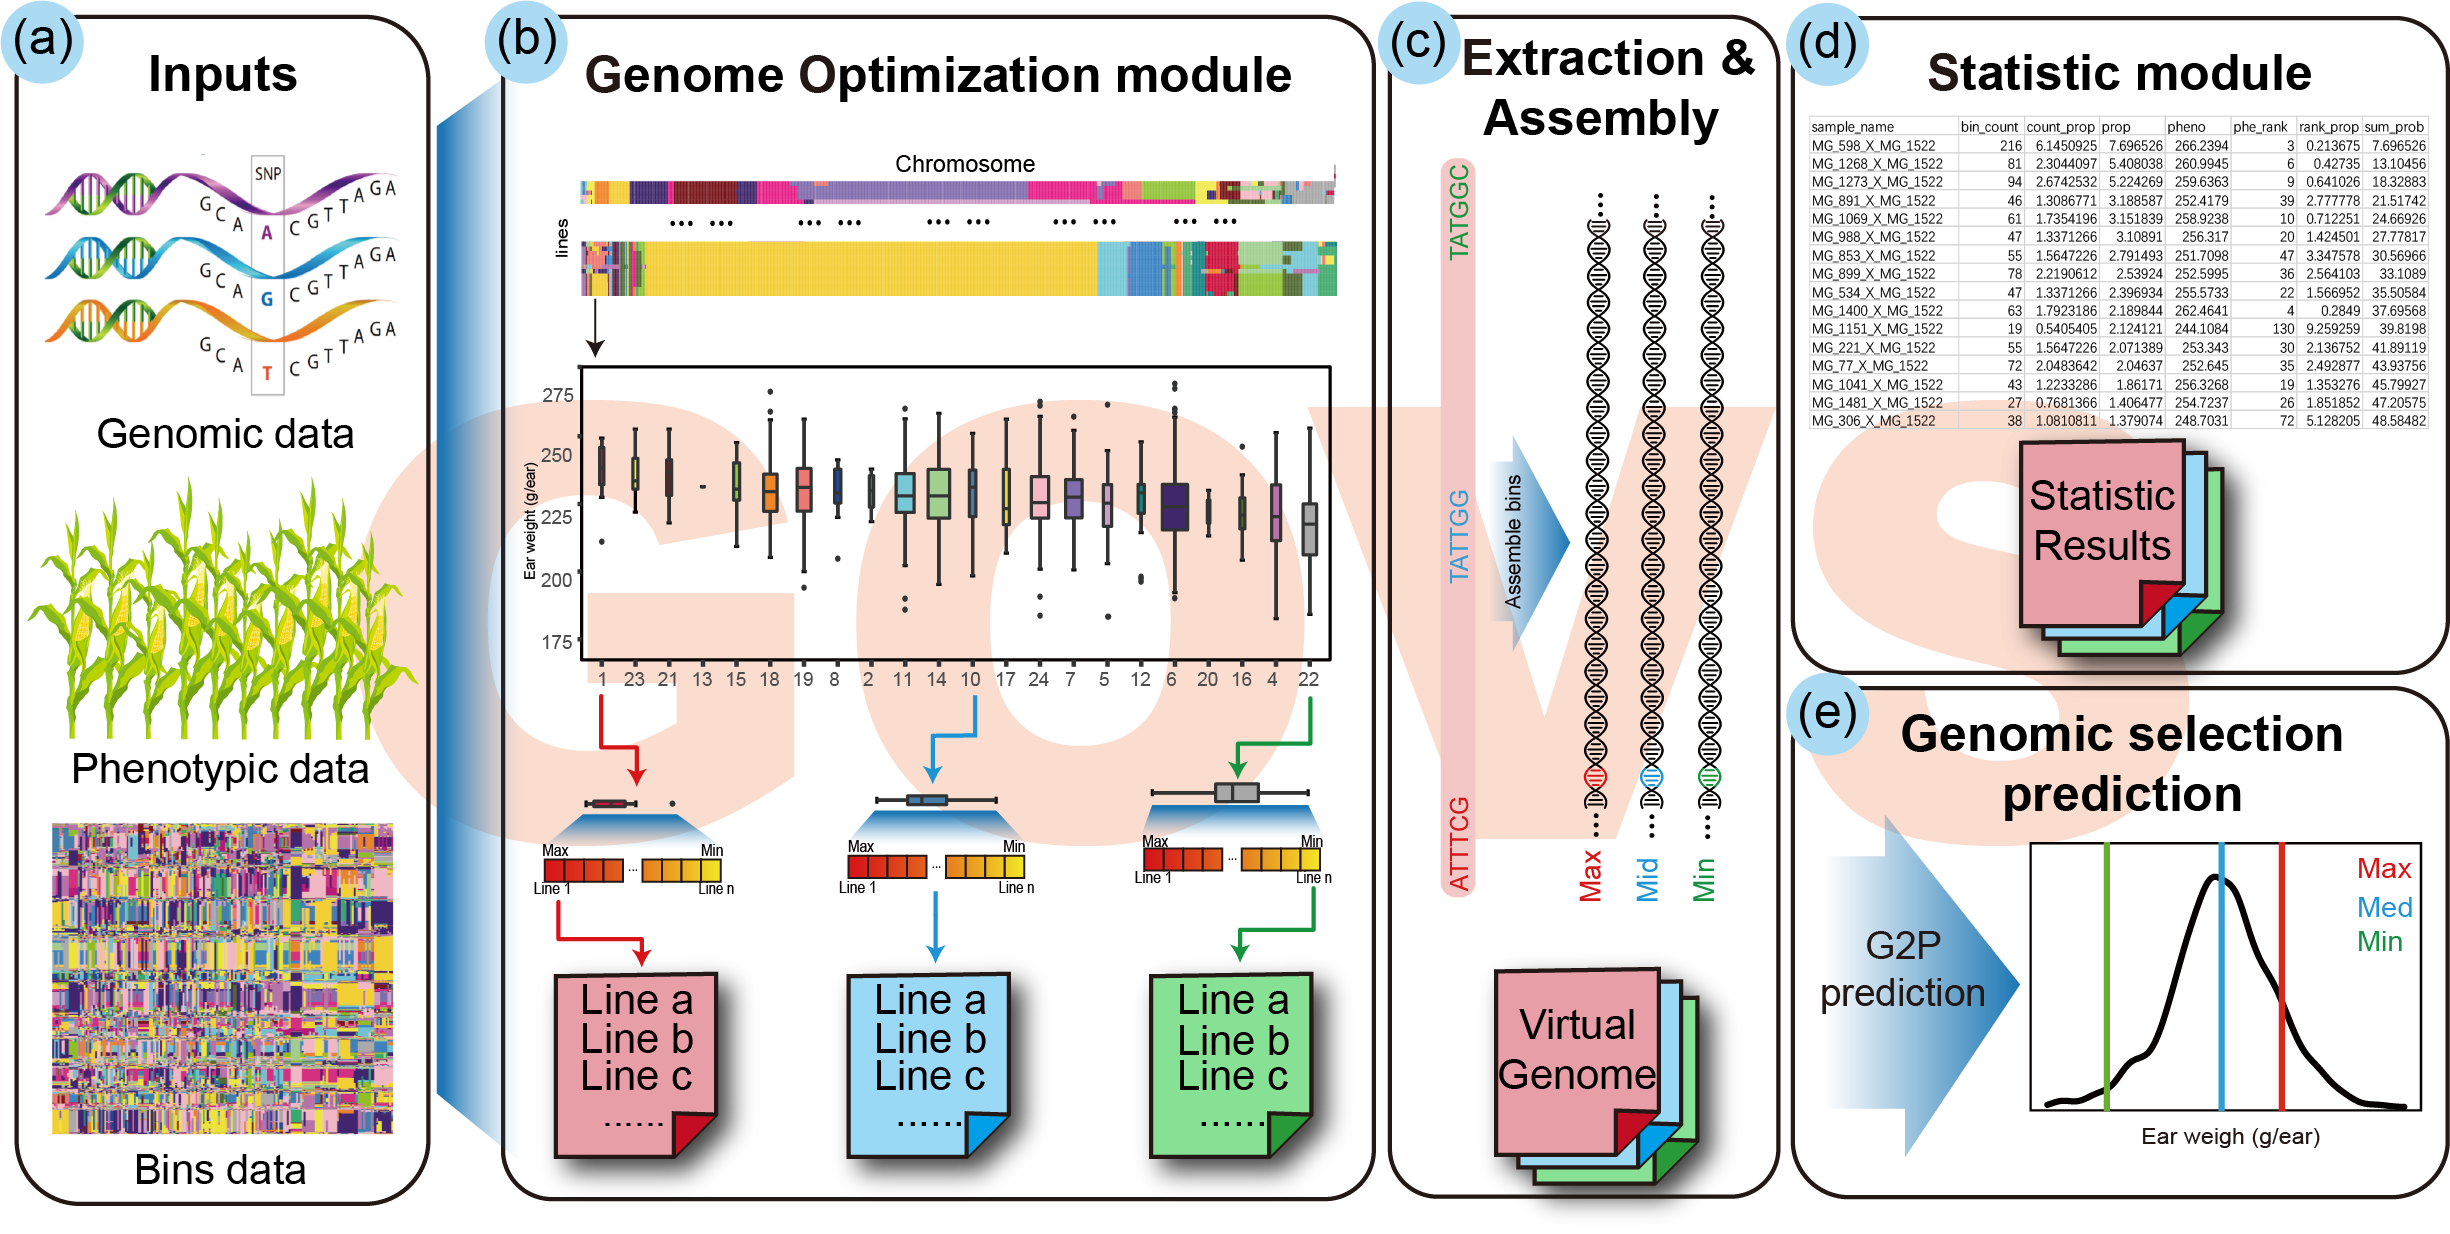 (a)
Inputs
SNP
G C A A C G T T A G A
G C A G C G T T A G A
G C A T C G T T A G A
Genomic data
Phenotypic data
Bins data
(b)
Genome Optimization module
Chromosome
lines
Ear weight (g/ear)
275
250
225
200
175
1 23 21 13 15 18 19 8 2 11 14 10 17 24 7 5 12 6 20 16 4 22
Max Min
Line 1 ... Line n
Max Min
Line 1 ... Line n
Max Min
Line 1 ... Line n
Line a
Line b
Line c
......
Line a
Line b
Line c
......
Line a
Line b
Line c
......
(c)
Extraction &
Assembly
TATGGC
TATTGG
ATTTCG
Assemble bins
Max
Mid
Min
Virtual
Genome
(d)
Statistic module
sample_name bin_count count_prop prop pheno phe_rank rank_prop sum_prob
MG_598_X_MG_1522 216 6.1450925 7.696526 266.2394 3 0.213675 7.696526
MG_1268_X_MG_1522 81 2.3044097 5.408038 260.9945 6 0.42735 13.10456
MG_1273_X_MG_1522 94 2.6742532 5.224269 259.6363 9 0.641026 18.32883
MG_891_X_MG_1522 46 1.3086771 3.188587 252.4179 39 2.777778 21.51742
MG_1069_X_MG_1522 61 1.7354196 3.151839 258.9238 10 0.712251 24.66926
MG_988_X_MG_1522 47 1.3371266 3.10891 256.317 20 1.424501 27.77817
MG_853_X_MG_1522 55 1.5647226 2.791493 251.7098 47 3.347578 30.56966
MG_899_X_MG_1522 78 2.2190612 2.53924 252.5995 36 2.564103 33.1089
MG_534_X_MG_1522 47 1.3371266 2.396934 255.5733 22 1.566952 35.50584
MG_1400_X_MG_1522 63 1.7923186 2.189844 262.4641 4 0.2849 37.69568
MG_1151_X_MG_1522 19 0.5405405 2.124121 244.1084 130 9.259259 39.8198
MG_221_X_MG_1522 55 1.5647226 2.071389 253.343 30 2.136752 41.89119
MG_77_X_MG_1522 72 2.0483642 2.04637 252.645 35 2.492877 43.93756
MG_1041_X_MG_1522 43 1.2233286 1.86171 256.3268 19 1.353276 45.79927
MG_1481_X_MG_1522 27 0.7681366 1.406477 254.7237 26 1.851852 47.20575
MG_306_X_MG_1522 38 1.0810811 1.379074 248.7031 72 5.128205 48.58482
Statistic
Results
(e)
Genomic selection
prediction
G2P
prediction
Max
Med
Min
Ear weigh (g/ear)
GOVS